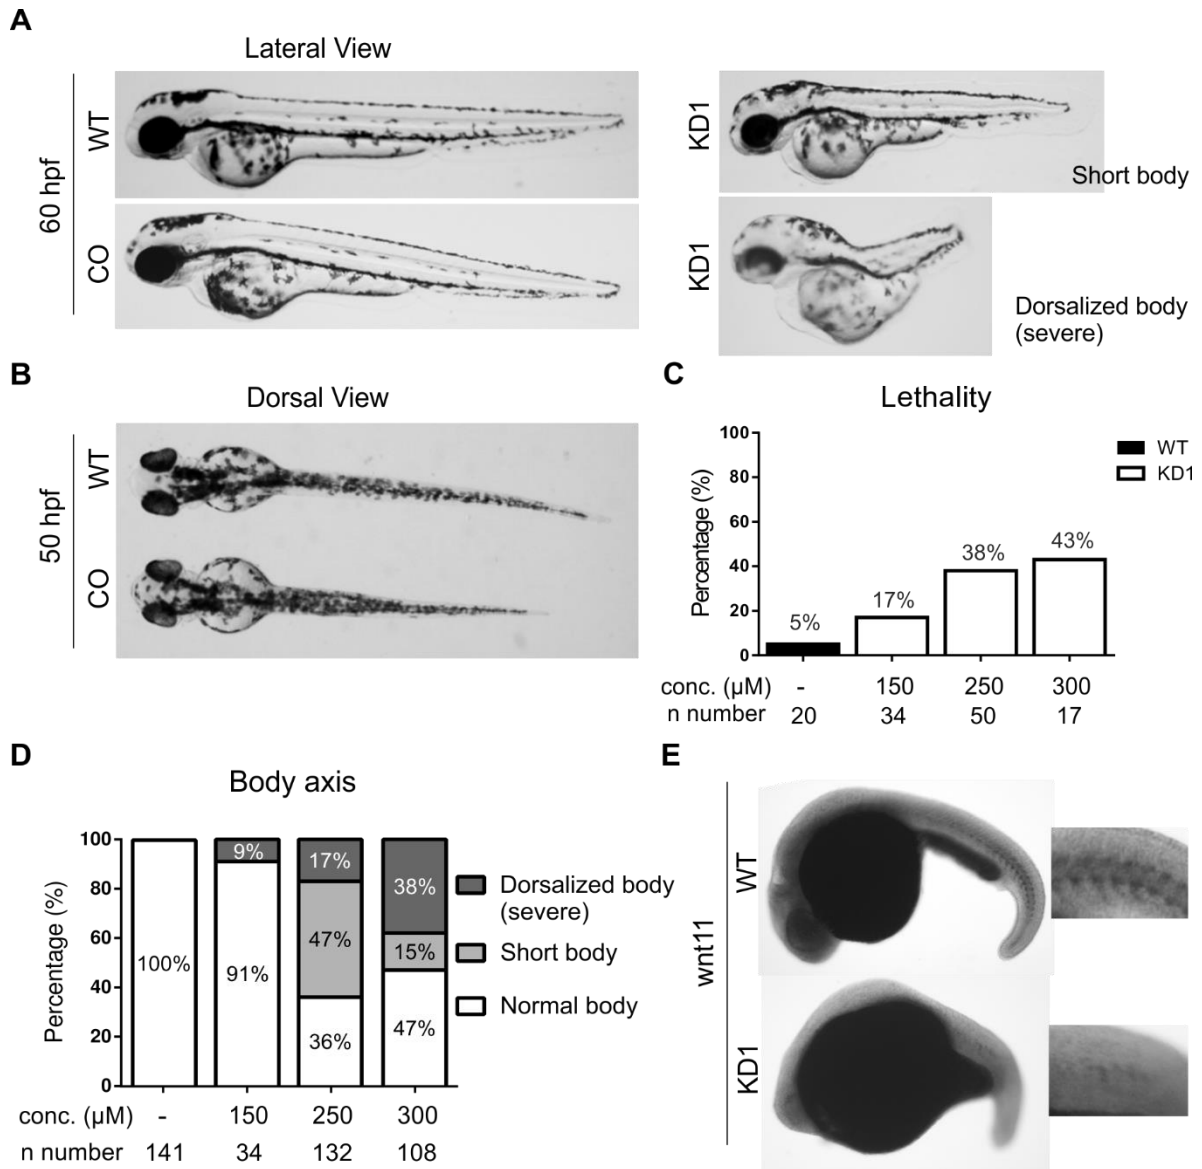 A
Lateral View
60 hpf
WT
CO
KD1
Short body
KD1
Dorsalized body
(severe)
B
Dorsal View
50 hpf
WT
CO
C
Lethality
Percentage (%)
100
80
60
40
20
0
5%
17%
38%
43%
WT
KD1
conc. (µM) - 150 250 300
n number 20 34 50 17
D
Body axis
Percentage (%)
100
80
60
40
20
0
100%
9%
91%
17%
47%
36%
38%
15%
47%
Dorsalized body
(severe)
Short body
Normal body
conc. (µM) - 150 250 300
n number 141 34 132 108
E
wnt11
WT
KD1